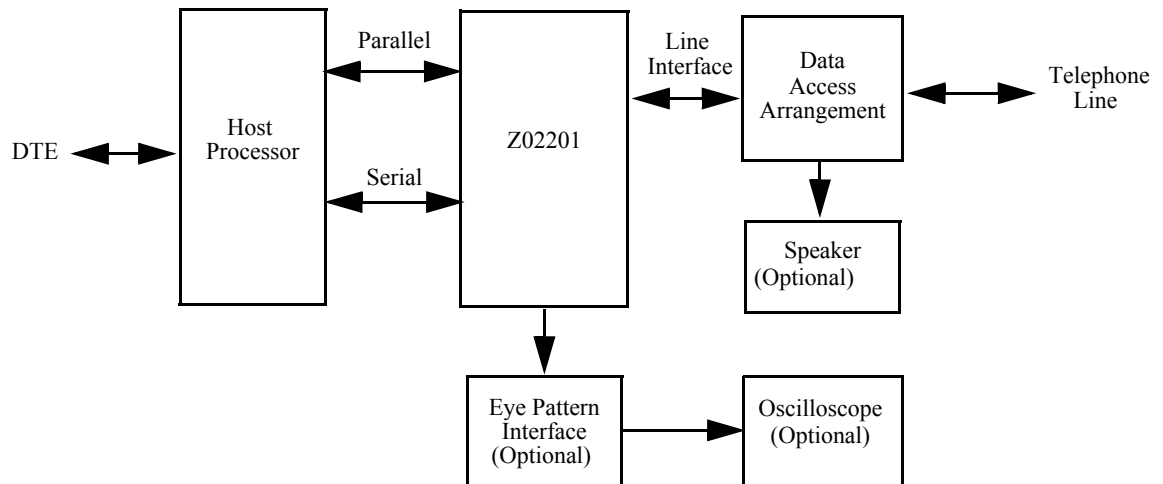 DTE
Host
Processor
Parallel
Serial
Z02201
Line
Interface
Data
Access
Arrangement
Telephone
Line
Speaker
(Optional)
Eye Pattern
Interface
(Optional)
Oscilloscope
(Optional)